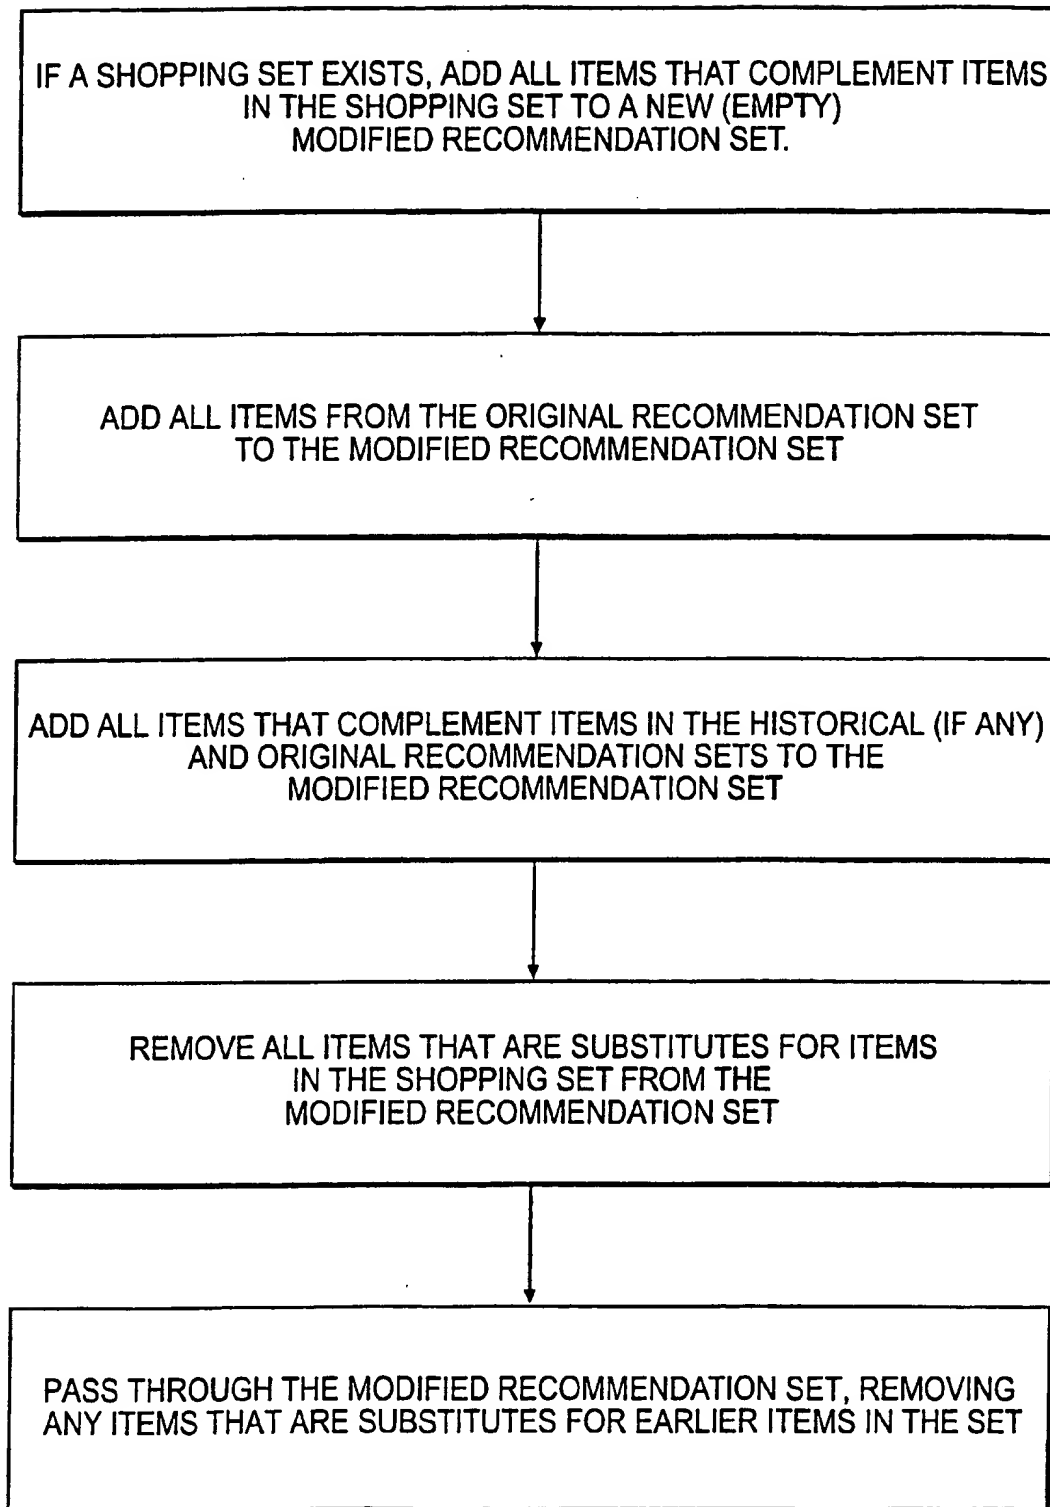 IF A SHOPPING SET EXISTS, ADD ALL ITEMS THAT COMPLEMENT ITEMS
IN THE SHOPPING SET TO A NEW (EMPTY)
MODIFIED RECOMMENDATION SET.
ADD ALL ITEMS FROM THE ORIGINAL RECOMMENDATION SET
TO THE MODIFIED RECOMMENDATION SET
ADD ALL ITEMS THAT COMPLEMENT ITEMS IN THE HISTORICAL (IF ANY)
AND ORIGINAL RECOMMENDATION SETS TO THE
MODIFIED RECOMMENDATION SET
REMOVE ALL ITEMS THAT ARE SUBSTITUTES FOR ITEMS
IN THE SHOPPING SET FROM THE
MODIFIED RECOMMENDATION SET
PASS THROUGH THE MODIFIED RECOMMENDATION SET, REMOVING
ANY ITEMS THAT ARE SUBSTITUTES FOR EARLIER ITEMS IN THE SET